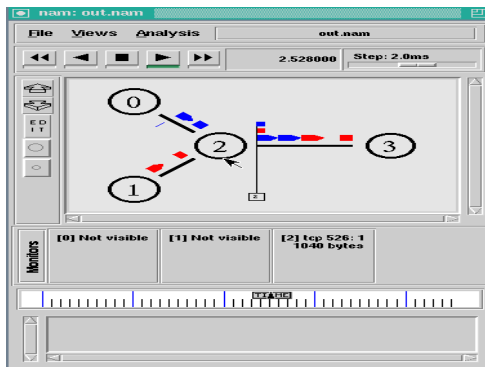 nam: out.nam
File Views Analysis out.nam
2.528000 Step: 2.0ms
E D
I T
0
1
2
3
2
Monitors
[0] Not visible
[1] Not visible
[2] tcp 526: 1
1040 bytes
TIME